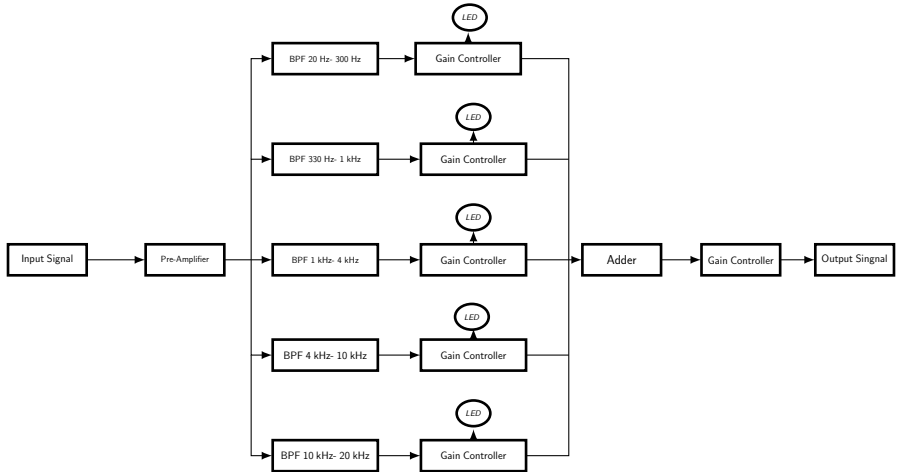 LED
BPF 20 Hz- 300 Hz
Gain Controller
LED
BPF 330 Hz- 1 kHz
Gain Controller
LED
Input Signal
Pre-Amplifier
BPF 1 kHz- 4 kHz
Gain Controller
Adder
Gain Controller
Output Singnal
LED
BPF 4 kHz- 10 kHz
Gain Controller
LED
BPF 10 kHz- 20 kHz
Gain Controller